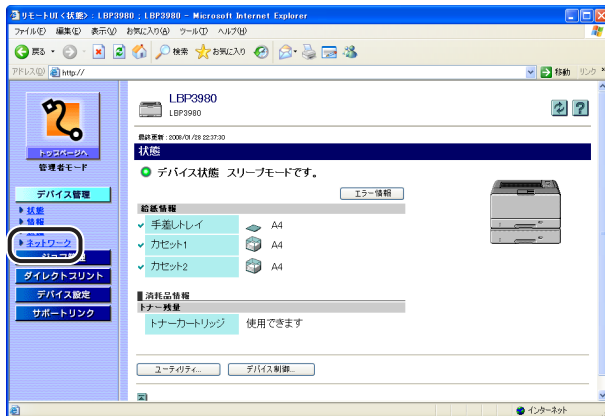 リモートUI <状態> : LBP3980 ; LBP3980 - Microsoft Internet Explorer
ファイル(F) 編集(E) 表示(V) お気に入り(A) ツール(T) ヘルプ(H)
戻る 検索 お気に入り
アドレス(D) http:// 移動 リンク »
LBP3980
LBP3980
最終更新 : 2008/01/28 22:37:30
トップページへ
管理者モード
デバイス管理
状態
情報
ネットワーク
ジョブ管理
ダイレクトプリント
デバイス設定
サポートリンク
状態
デバイス状態 スリープモードです。
エラー情報
給紙情報
手差しトレイ A4
カセット1 A4
カセット2 A4
消耗品情報
トナー残量
トナーカートリッジ 使用できます
ユーティリティ... デバイス制御...
インターネット